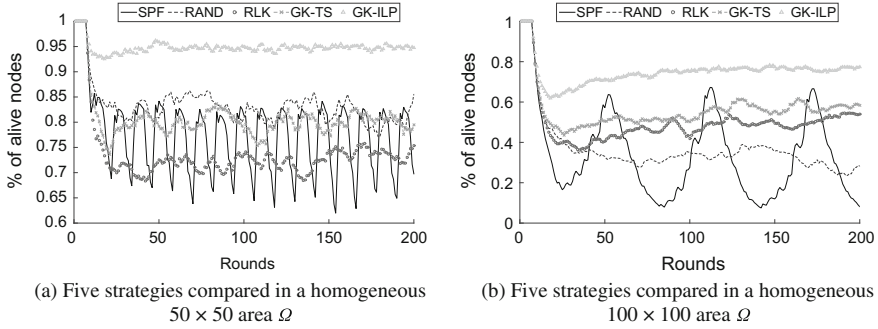 SPF RAND RLK GK-TS GK-ILP
% of alive nodes
1
0.95
0.9
0.85
0.8
0.75
0.7
0.65
0.6
0 50 100 150 200
Rounds
(a) Five strategies compared in a homogeneous
50 × 50 area Ω
SPF RAND RLK GK-TS GK-ILP
% of alive nodes
1
0.8
0.6
0.4
0.2
0
0 50 100 150 200
Rounds
(b) Five strategies compared in a homogeneous
100 × 100 area Ω